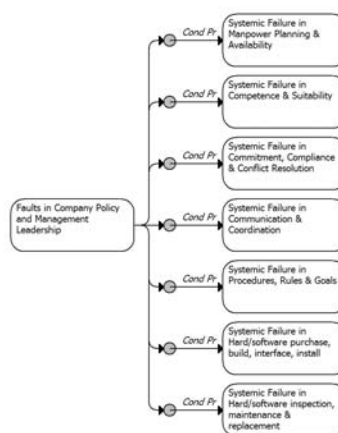 Cond Pr
Systemic Failure in
Manpower Planning &
Availability
Cond Pr
Systemic Failure in
Competence & Suitability
Cond Pr
Systemic Failure in
Commitment, Compliance
& Conflict Resolution
Faults in Company Policy
and Management
Leadership
Cond Pr
Systemic Failure in
Communication &
Coordination
Cond Pr
Systemic Failure in
Procedures, Rules & Goals
Cond Pr
Systemic Failure in
Hard/software purchase,
build, interface, install
Cond Pr
Systemic Failure in
Hard/software inspection,
maintenance &
replacement